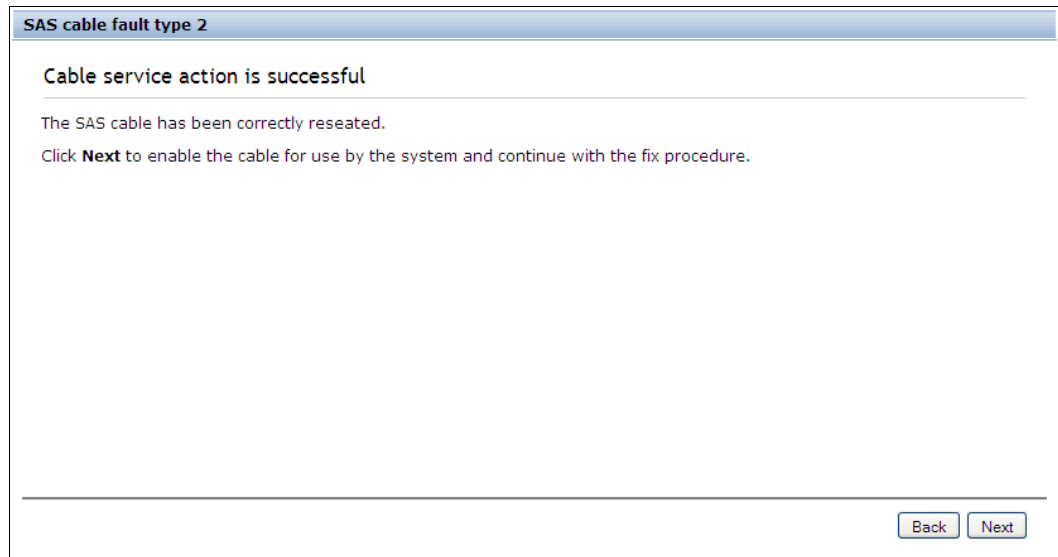 SAS cable fault type 2
Cable service action is successful
The SAS cable has been correctly reseated.
Click Next to enable the cable for use by the system and continue with the fix procedure.
Back Next